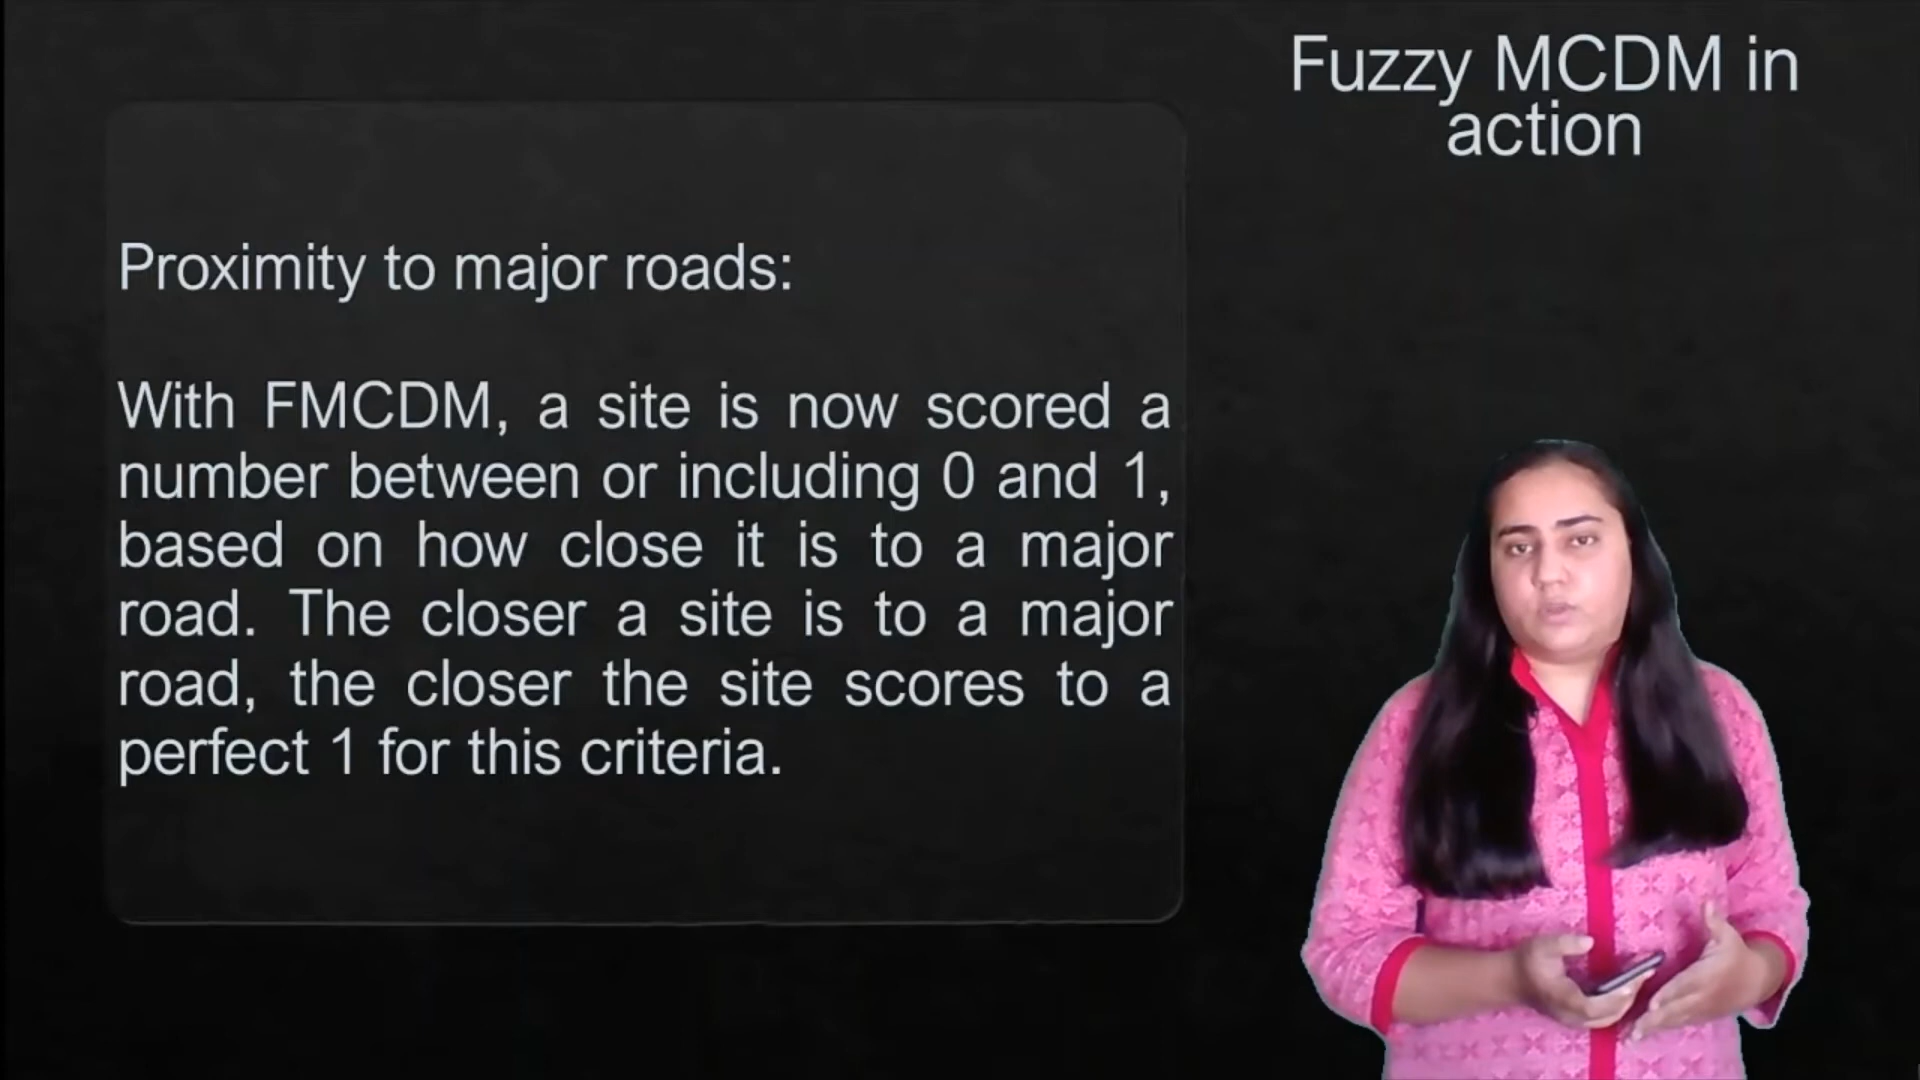 Fuzzy MCDM in
action
Proximity to major roads:
With FMCDM, a site is now scored a
number between or including 0 and 1,
based on how close it is to a major
road. The closer a site is to a major
road, the closer the site scores to a
perfect 1 for this criteria.